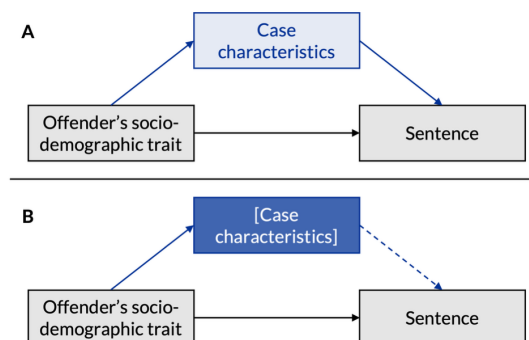 A
Case
characteristics
Offender's socio-
demographic trait
Sentence
B
[Case
characteristics]
Offender's socio-
demographic trait
Sentence